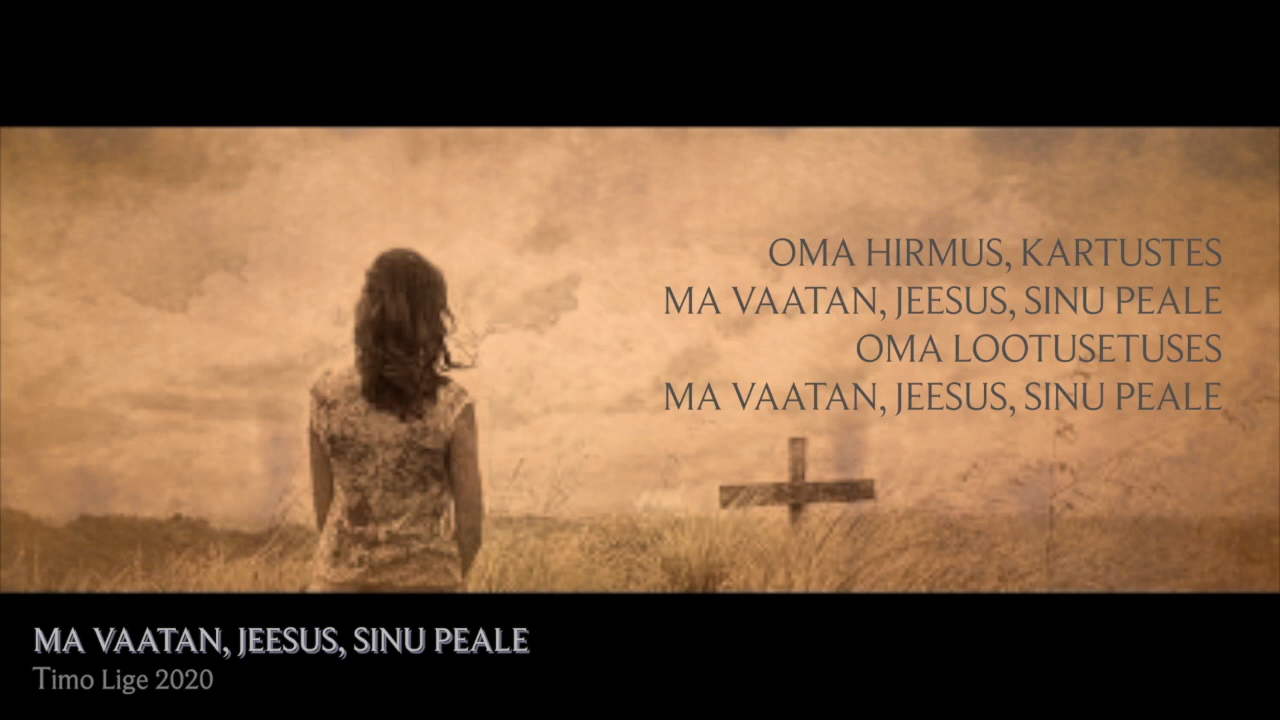 OMA HIRMUS, KARTUSTES
MA VAATAN, JEESUS, SINU PEALE
OMA LOOTUSETUSES
MA VAATAN, JEESUS, SINU PEALE
MA VAATAN, JEESUS, SINU PEALE
Timo Lige 2020